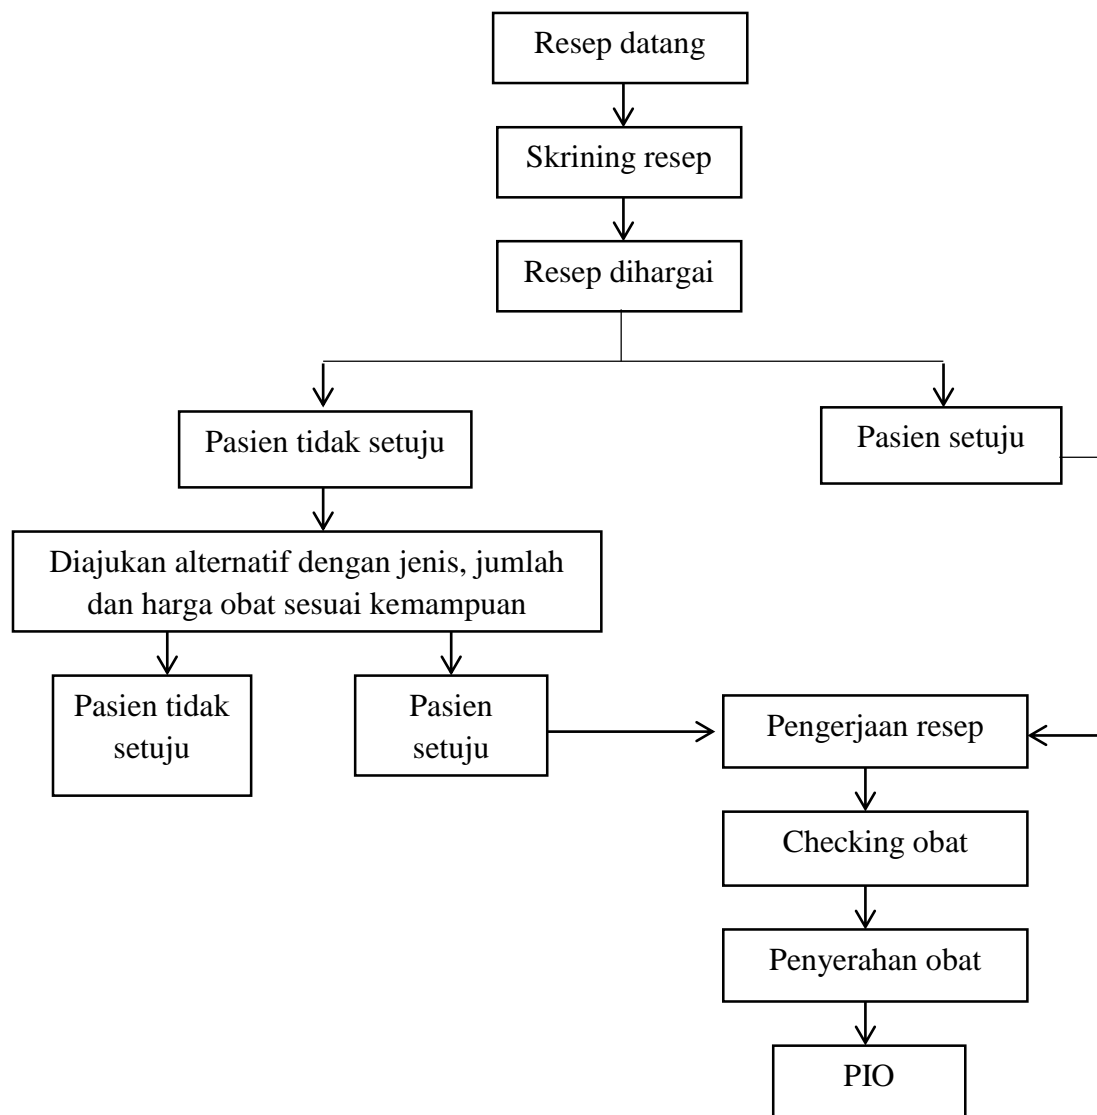 Resep datang
Skrining resep
Resep dihargai
Pasien tidak setuju
Pasien setuju
Diajukan alternatif dengan jenis, jumlah
dan harga obat sesuai kemampuan
Pasien tidak
setuju
Pasien
setuju
Pengerjaan resep
Checking obat
Penyerahan obat
PIO